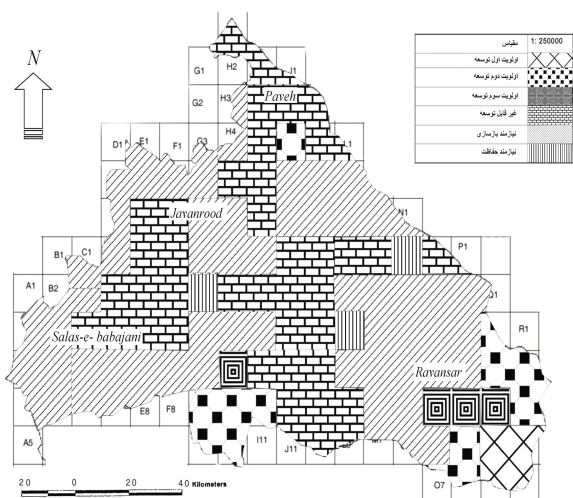 N
مقیاس 1: 250000
اولویت اول توسعه
اولویت دوم توسعه
اولویت سوم توسعه
غیر قابل توسعه
نیازمند بازسازی
نیازمند حفاظت
G1 H2 J1
Paveh
G2 H3
D1 E1 F1 G3 H4 L1
Javanrood
N1
B1 C1 P1
A1 B2 Q1
R1
Salas-e- babajani
Ravansar
E8 F8
A5 I11 J11
O7
20 0 20 40 Kilometers